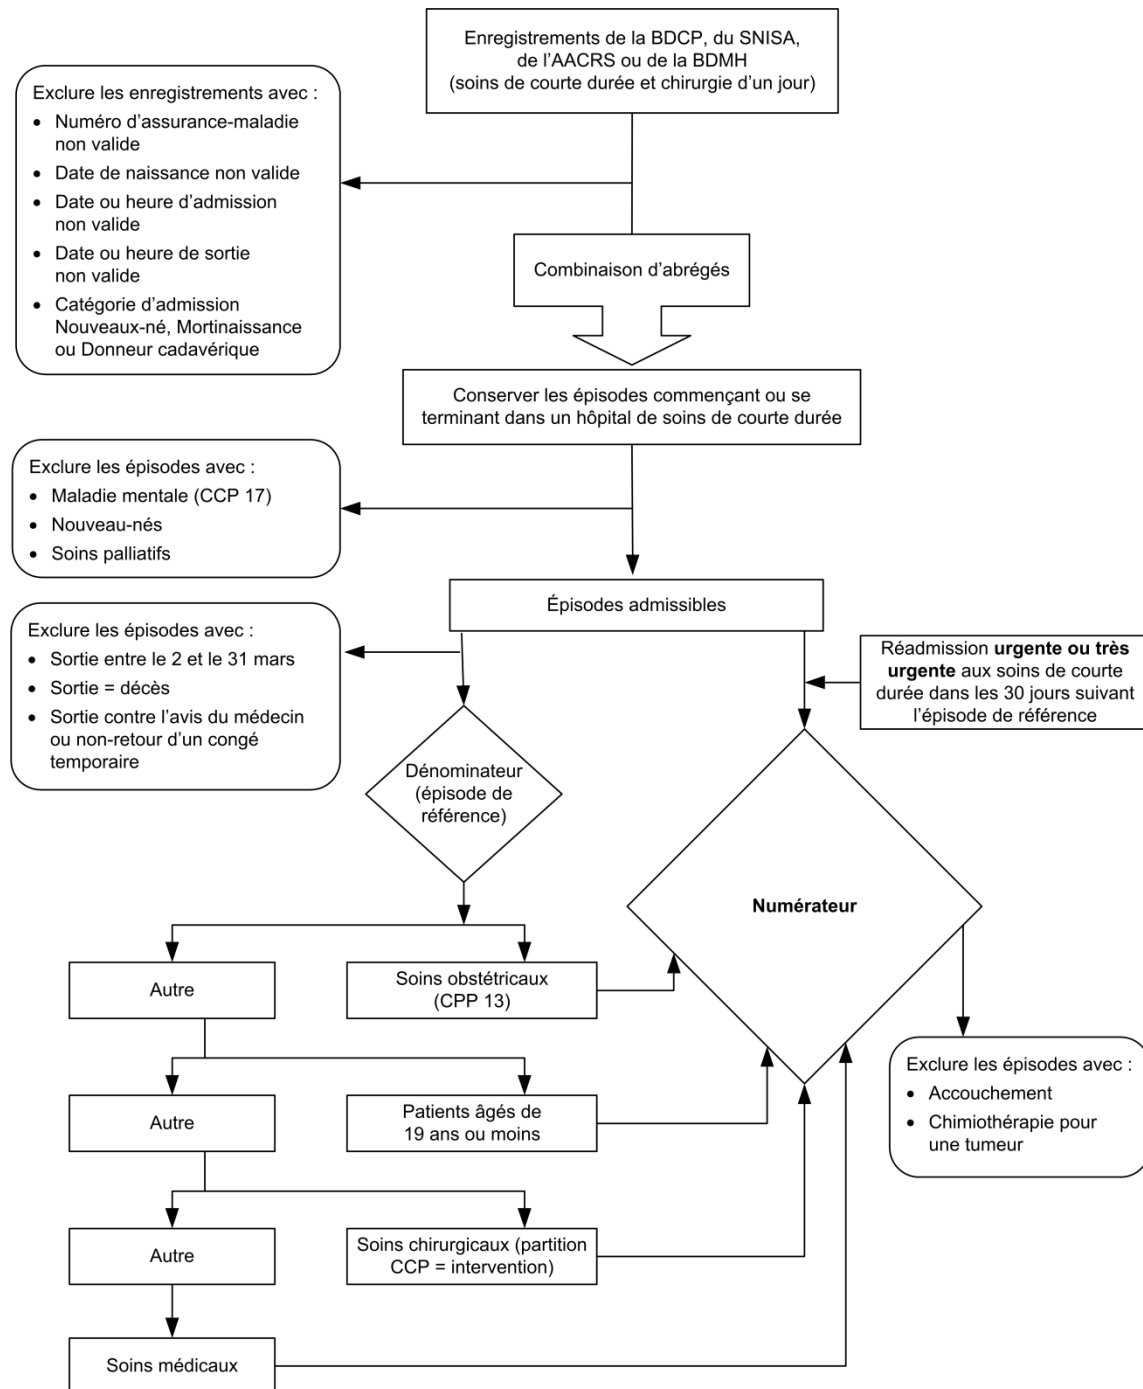 Enregistrements de la BDCP, du SNISA,
de l'AACRS ou de la BDMH
(soins de courte durée et chirurgie d'un jour)
Exclure les enregistrements avec :
• Numéro d'assurance-maladie
non valide
• Date de naissance non valide
• Date ou heure d'admission
non valide
• Date ou heure de sortie
non valide
• Catégorie d'admission
Nouveaux-né, Mortinaissance
ou Donneur cadavérique
Combinaison d'abrégés
Conserver les épisodes commençant ou se
terminant dans un hôpital de soins de courte durée
Exclure les épisodes avec :
• Maladie mentale (CCP 17)
• Nouveau-nés
• Soins palliatifs
Épisodes admissibles
Exclure les épisodes avec :
• Sortie entre le 2 et le 31 mars
• Sortie = décès
• Sortie contre l'avis du médecin
ou non-retour d'un congé
temporaire
Réadmission urgente ou très
urgente aux soins de courte
durée dans les 30 jours suivant
l'épisode de référence
Dénominateur
(épisode de
référence)
Numérateur
Autre
Soins obstétricaux
(CPP 13)
Autre
Patients âgés de
19 ans ou moins
Exclure les épisodes avec :
• Accouchement
• Chimiothérapie pour
une tumeur
Autre
Soins chirurgicaux (partition
CCP = intervention)
Soins médicaux